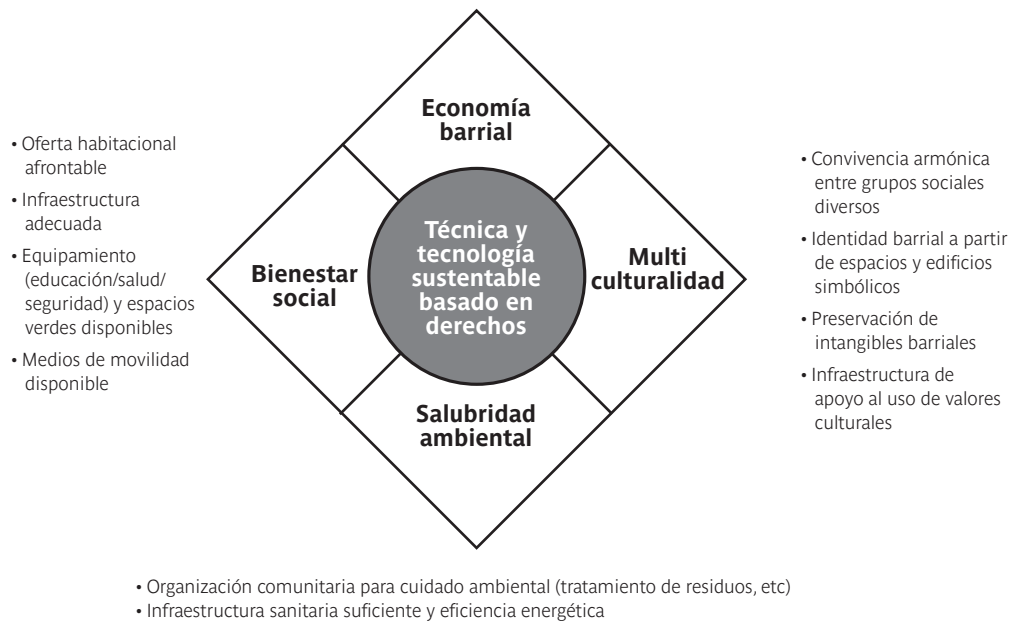 Economía
barrial
• Oferta habitacional
afrontable
• Infraestructura
adecuada
• Equipamiento
(educación/salud/
seguridad) y espacios
verdes disponibles
• Medios de movilidad
disponible
Bienestar
social
Técnica y
tecnología
sustentable
basado en
derechos
Multi
culturalidad
• Convivencia armónica
entre grupos sociales
diversos
• Identidad barrial a partir
de espacios y edificios
simbólicos
• Preservación de
intangibles barriales
• Infraestructura de
apoyo al uso de valores
culturales
Salubridad
ambiental
• Organización comunitaria para cuidado ambiental (tratamiento de residuos, etc)
• Infraestructura sanitaria suficiente y eficiencia energética